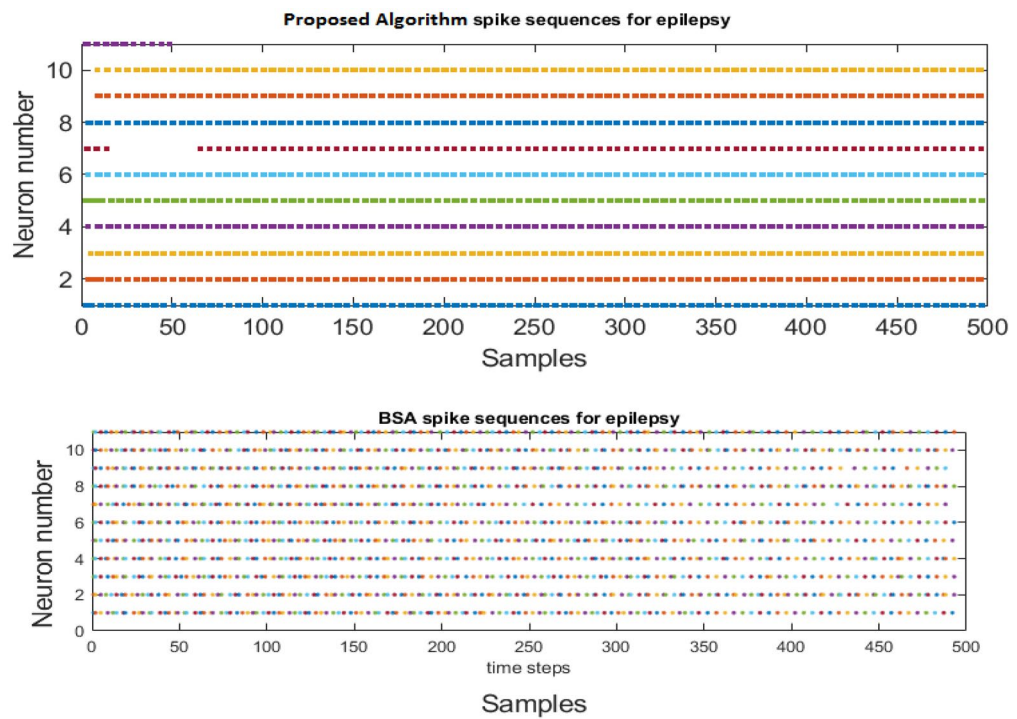 Proposed Algorithm spike sequences for epilepsy
Neuron number
10
8
6
4
2
0 50 100 150 200 250 300 350 400 450 500
Samples
BSA spike sequences for epilepsy
Neuron number
10
8
6
4
2
0
0 50 100 150 200 250 300 350 400 450 500
time steps
Samples